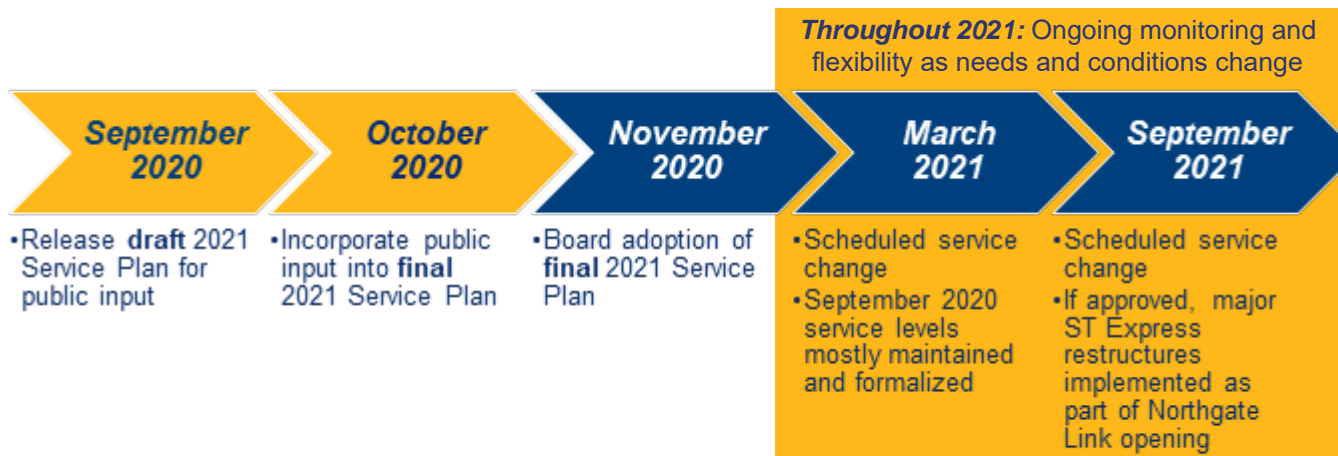 Throughout 2021: Ongoing monitoring and
flexibility as needs and conditions change
September
2020
•Release draft 2021
Service Plan for
public input
October
2020
•Incorporate public
input into final
2021 Service Plan
November
2020
•Board adoption of
final 2021 Service
Plan
March
2021
•Scheduled service
change
•September 2020
service levels
mostly maintained
and formalized
September
2021
•Scheduled service
change
•If approved, major
ST Express
restructures
implemented as
part of Northgate
Link opening